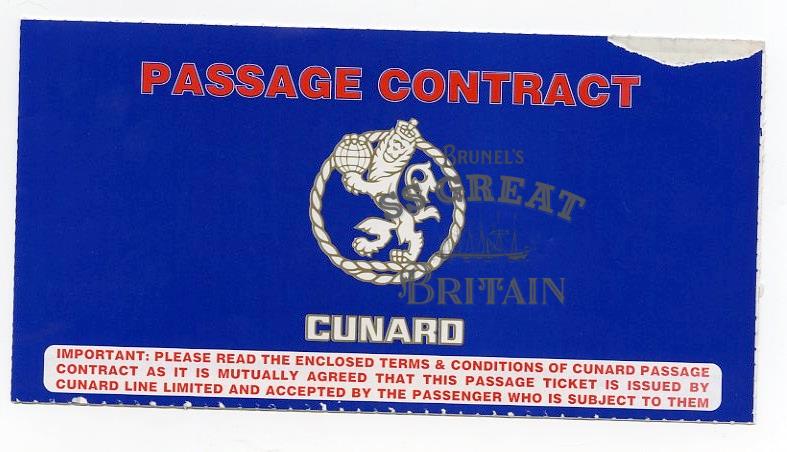 PASSAGE CONTRACT
BRUNEL'S
SS GREAT
BRITAIN
CUNARD
IMPORTANT: PLEASE READ THE ENCLOSED TERMS & CONDITIONS OF CUNARD PASSAGE
CONTRACT AS IT IS MUTUALLY AGREED THAT THIS PASSAGE TICKET IS ISSUED BY
CUNARD LINE LIMITED AND ACCEPTED BY THE PASSENGER WHO IS SUBJECT TO THEM